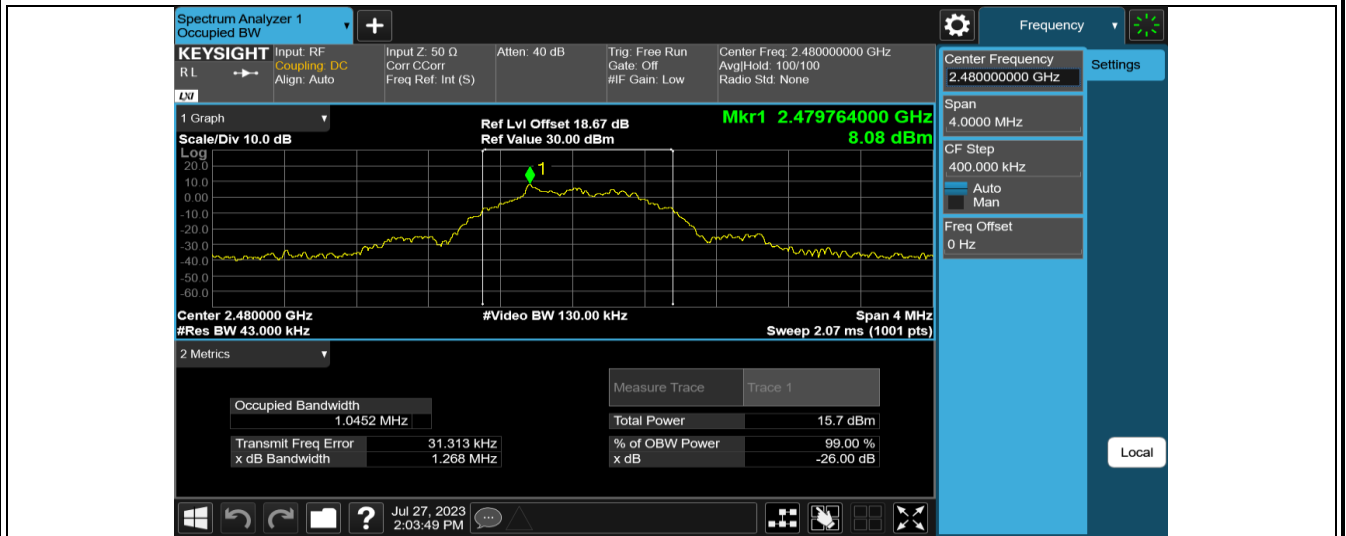 Spectrum Analyzer 1
Occupied BW
Frequency
KEYSIGHT
RL
LXI
Input: RF
Coupling: DC
Align: Auto
Input Z: 50 Ω
Corr CCorr
Freq Ref: Int (S)
Atten: 40 dB
Trig: Free Run
Gate: Off
#IF Gain: Low
Center Freq: 2.480000000 GHz
Avg|Hold: 100/100
Radio Std: None
Center Frequency
2.480000000 GHz
Settings
Span
4.0000 MHz
CF Step
400.000 kHz
Auto
Man
Freq Offset
0 Hz
Local
1 Graph
Scale/Div 10.0 dB
Ref Lvl Offset 18.67 dB
Ref Value 30.00 dBm
Mkr1 2.479764000 GHz
8.08 dBm
Log
20.0
10.0
0.00
-10.0
-20.0
-30.0
-40.0
-50.0
-60.0
1
Center 2.480000 GHz
#Res BW 43.000 kHz
#Video BW 130.00 kHz
Span 4 MHz
Sweep 2.07 ms (1001 pts)
2 Metrics
Measure Trace Trace 1
Occupied Bandwidth
1.0452 MHz
Total Power 15.7 dBm
Transmit Freq Error 31.313 kHz
% of OBW Power 99.00 %
x dB Bandwidth 1.268 MHz
x dB -26.00 dB
?
Jul 27, 2023
2:03:49 PM